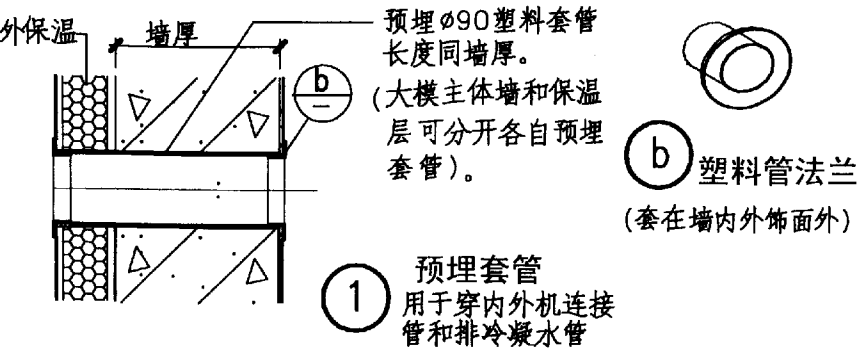 外保温
墙厚
预埋ø90塑料套管
长度同墙厚。
(大模主体墙和保温
层可分开各自预埋
套管)。
b
—
b 塑料管法兰
(套在墙内外饰面外)
1 预埋套管
用于穿内外机连接
管和排冷凝水管